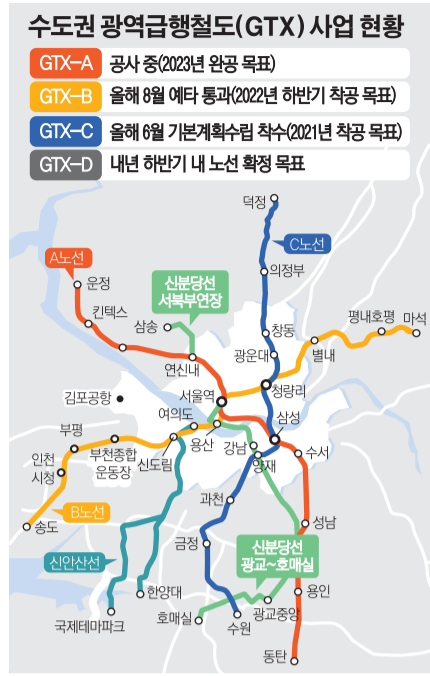 수도권 광역급행철도(GTX) 사업 현황
GTX-A 공사 중(2023년 완공 목표)
GTX-B 올해 8월 예타 통과(2022년 하반기 착공 목표)
GTX-C 올해 6월 기본계획수립 착수(2021년 착공 목표)
GTX-D 내년 하반기 내 노선 확정 목표
덕정
A노선
신분당선
서북부연장
C노선
운정
의정부
킨텍스
삼송
창동
평내호평
마석
연신내
광운대
별내
김포공항
서울역
청량리
여의도
삼성
부평
부천종합
운동장
신도림
용산
강남
양재
수서
인천
시청
송도
B노선
과천
성남
신안산선
금정
신분당선
광교~호매실
한양대
용인
국제테마파크
호매실
수원
광교중앙
동탄